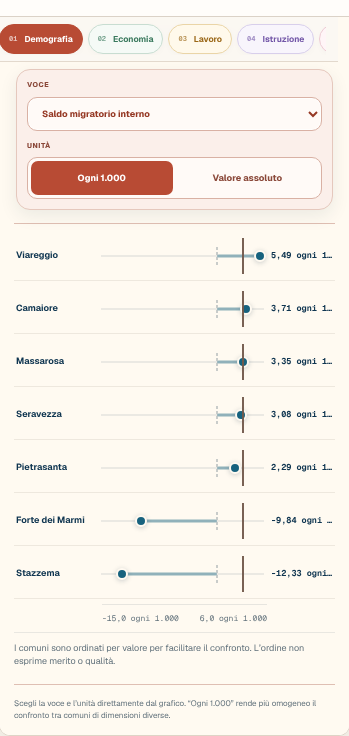 01 Demografia 02 Economia 03 Lavoro 04 Istruzione
VOCE
Saldo migratorio interno
UNITÀ
Ogni 1.000 Valore assoluto
Viareggio 5,49 ogni 1…
Camaiore 3,71 ogni 1…
Massarosa 3,35 ogni 1…
Seravezza 3,08 ogni 1…
Pietrasanta 2,29 ogni 1…
Forte dei Marmi -9,84 ogni …
Stazzema -12,33 ogni…
-15,0 ogni 1.000 6,0 ogni 1.000
I comuni sono ordinati per valore per facilitare il confronto. L'ordine non
esprime merito o qualità.
Scegli la voce e l'unità direttamente dal grafico. "Ogni 1.000" rende più omogeneo il
confronto tra comuni di dimensioni diverse.